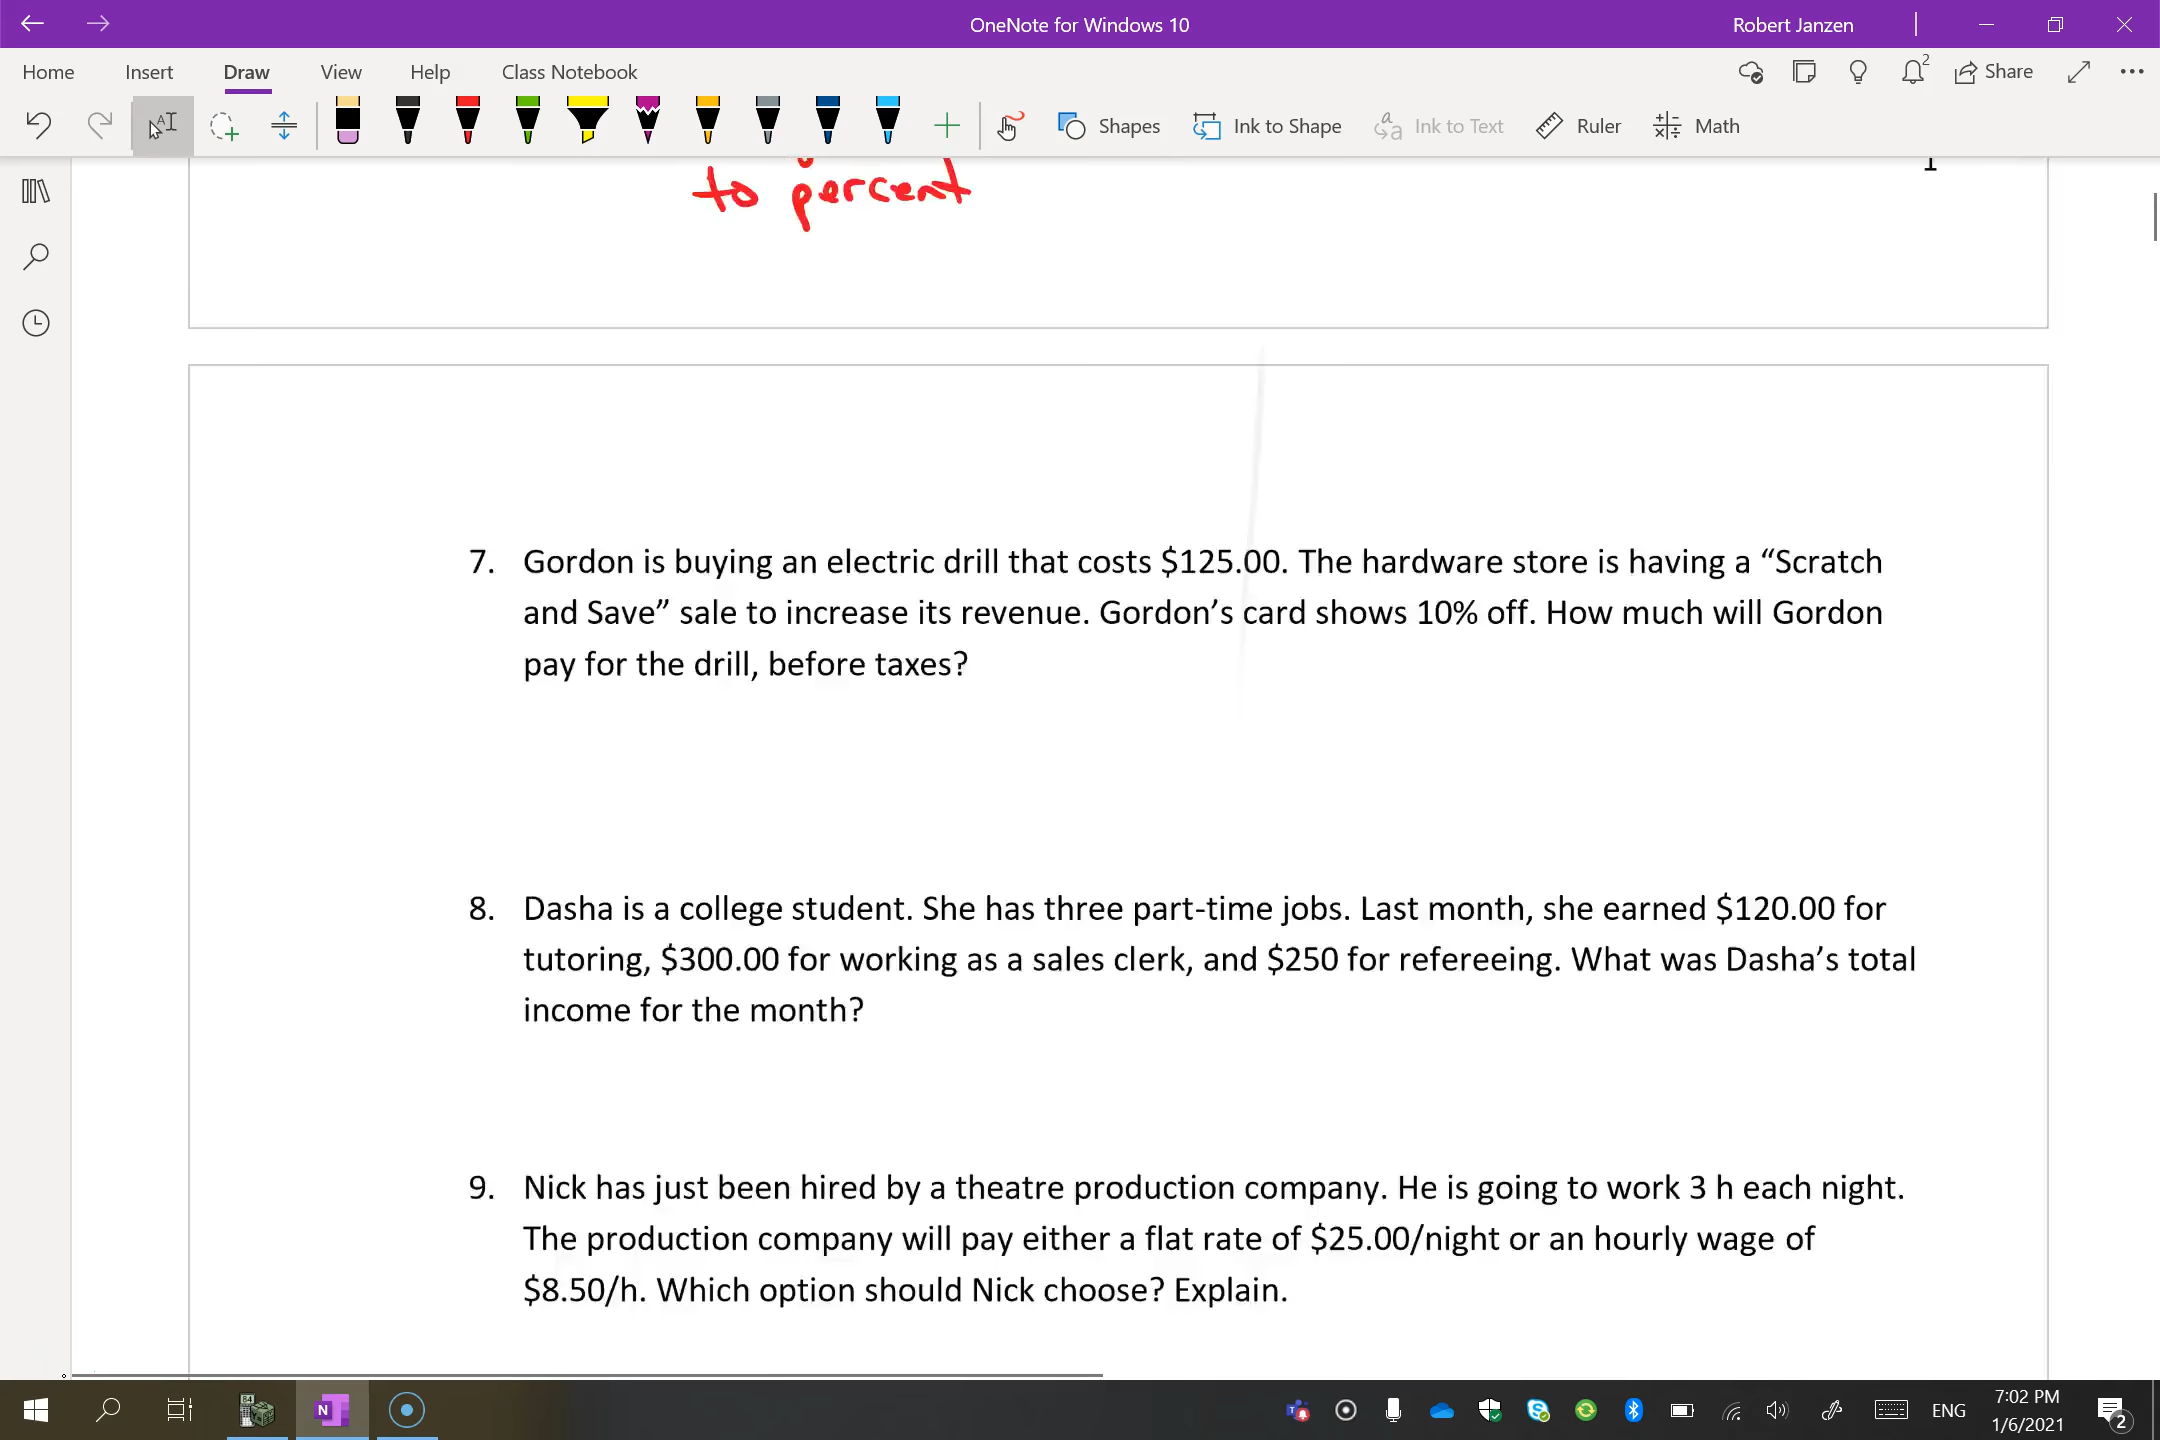 OneNote for Windows 10
Robert Janzen
Home Insert Draw View Help Class Notebook
2
Share
Shapes
Ink to Shape
Ink to Text
Ruler
Math
to percent
1
7. Gordon is buying an electric drill that costs $125.00. The hardware store is having a “Scratch
and Save” sale to increase its revenue. Gordon’s card shows 10% off. How much will Gordon
pay for the drill, before taxes?
8. Dasha is a college student. She has three part-time jobs. Last month, she earned $120.00 for
tutoring, $300.00 for working as a sales clerk, and $250 for refereeing. What was Dasha’s total
income for the month?
9. Nick has just been hired by a theatre production company. He is going to work 3 h each night.
The production company will pay either a flat rate of $25.00/night or an hourly wage of
$8.50/h. Which option should Nick choose? Explain.
84
N
ENG
7:02 PM
1/6/2021
2